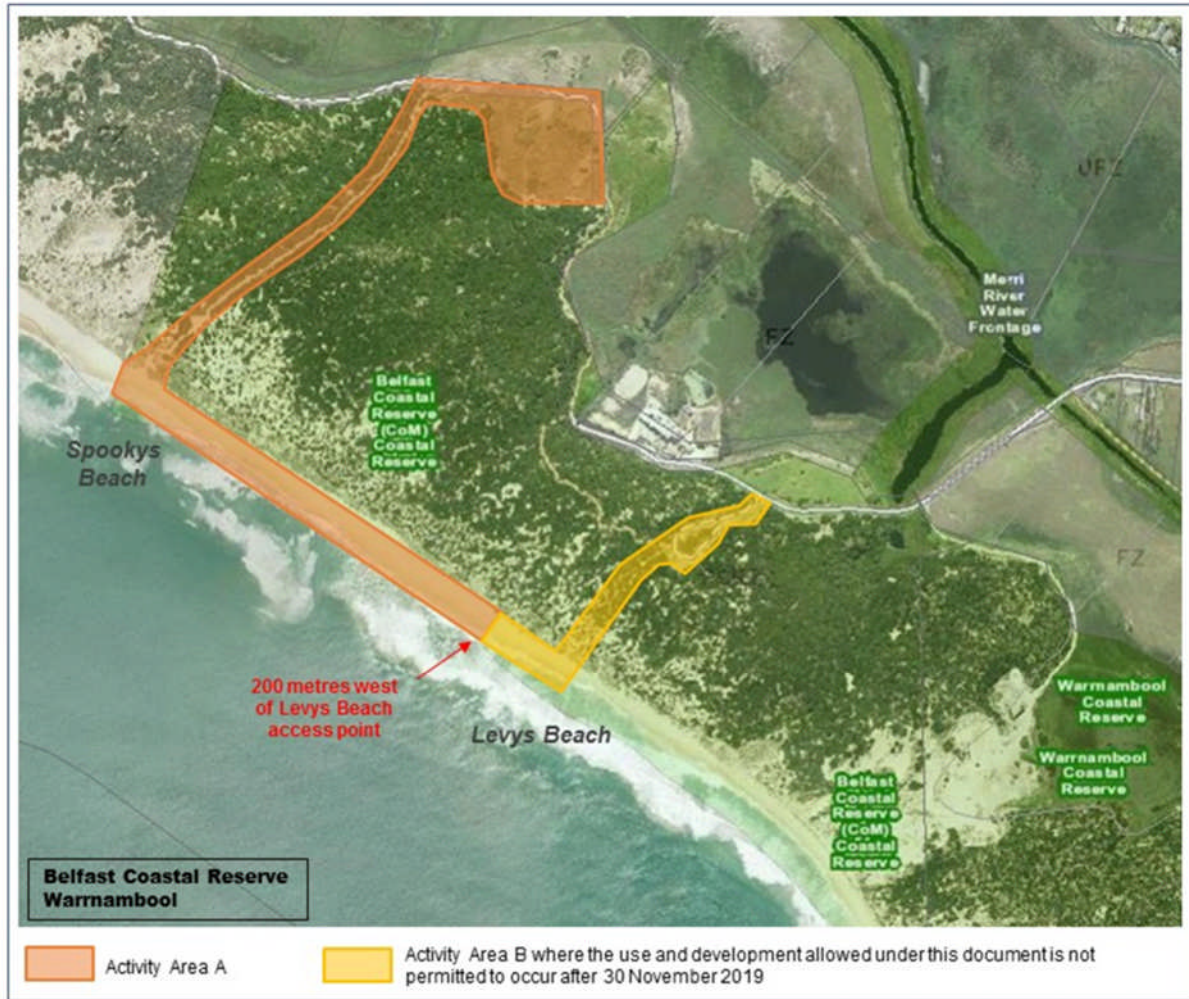 UFZ
Merri
River
Water
Frontage
FZ
Belfast
Coastal
Reserve
(CoM)
Coastal
Reserve
Spookys
Beach
FZ
200 metres west
of Levys Beach
access point
Levys Beach
Warrnambool
Coastal
Reserve
Warrnambool
Coastal
Reserve
Belfast
Coastal
Reserve
(CoM)
Coastal
Reserve
Belfast Coastal Reserve
Warrnambool
Activity Area A
Activity Area B where the use and development allowed under this document is not
permitted to occur after 30 November 2019